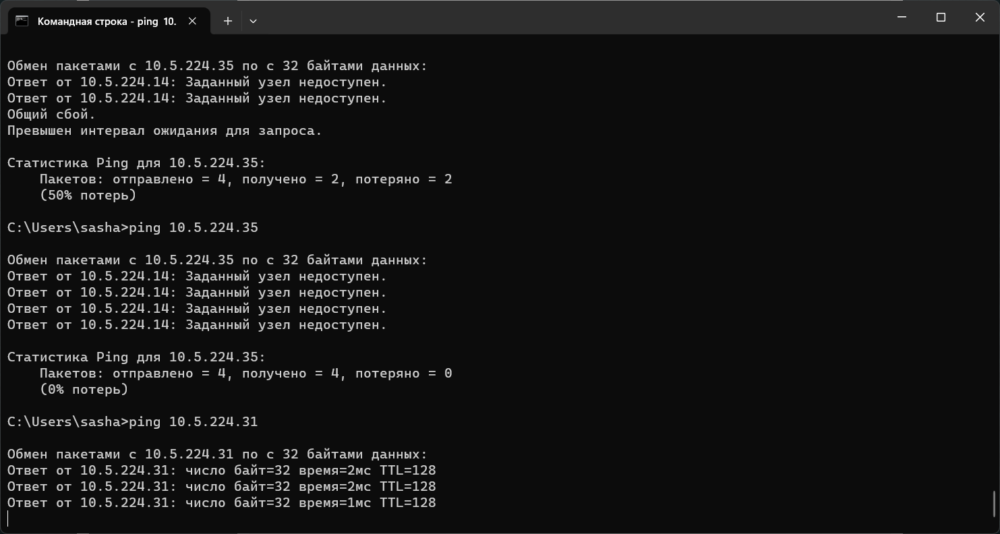 Командная строка - ping 10.
Обмен пакетами с 10.5.224.35 по с 32 байтами данных:
Ответ от 10.5.224.14: Заданный узел недоступен.
Ответ от 10.5.224.14: Заданный узел недоступен.
Общий сбой.
Превышен интервал ожидания для запроса.
Статистика Ping для 10.5.224.35:
Пакетов: отправлено = 4, получено = 2, потеряно = 2
(50% потерь)
C:\Users\sasha>ping 10.5.224.35
Обмен пакетами с 10.5.224.35 по с 32 байтами данных:
Ответ от 10.5.224.14: Заданный узел недоступен.
Ответ от 10.5.224.14: Заданный узел недоступен.
Ответ от 10.5.224.14: Заданный узел недоступен.
Ответ от 10.5.224.14: Заданный узел недоступен.
Статистика Ping для 10.5.224.35:
Пакетов: отправлено = 4, получено = 4, потеряно = 0
(0% потерь)
C:\Users\sasha>ping 10.5.224.31
Обмен пакетами с 10.5.224.31 по с 32 байтами данных:
Ответ от 10.5.224.31: число байт=32 время=2мс TTL=128
Ответ от 10.5.224.31: число байт=32 время=2мс TTL=128
Ответ от 10.5.224.31: число байт=32 время=1мс TTL=128